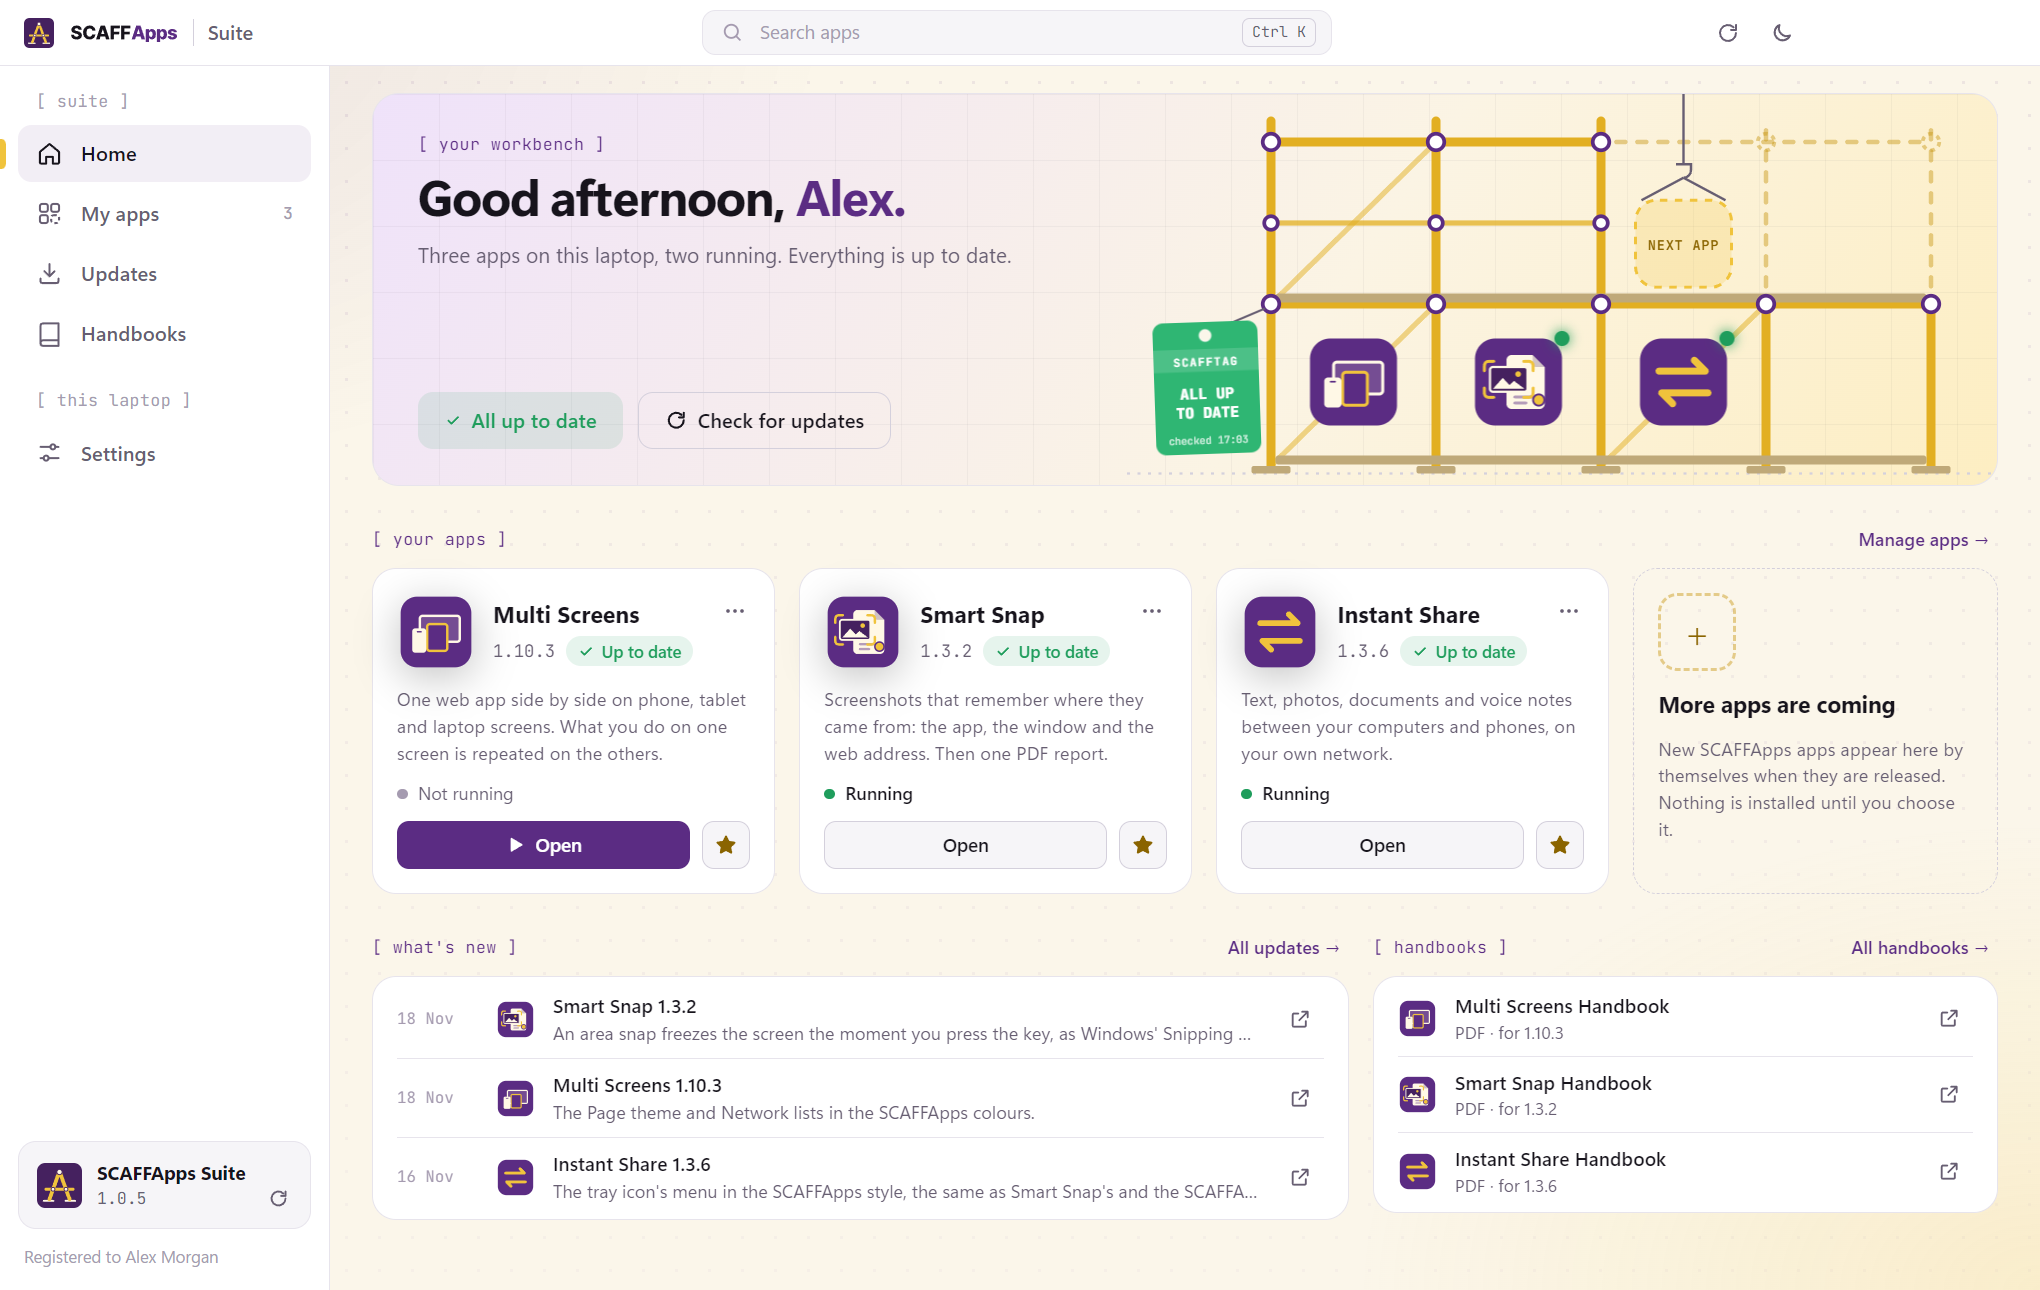 SCAFFApps Suite
Search apps
Ctrl K
[ suite ]
Home
My apps 3
Updates
Handbooks
[ this laptop ]
Settings
SCAFFApps Suite
1.0.5
Registered to Alex Morgan
[ your workbench ]
Good afternoon, Alex.
Three apps on this laptop, two running. Everything is up to date.
All up to date
Check for updates
NEXT APP
SCAFFTAG
ALL UP
TO DATE
checked 17:03
[ your apps ]
Manage apps →
Multi Screens
1.10.3 Up to date
One web app side by side on phone, tablet
and laptop screens. What you do on one
screen is repeated on the others.
Not running
Open
Smart Snap
1.3.2 Up to date
Screenshots that remember where they
came from: the app, the window and the
web address. Then one PDF report.
Running
Open
Instant Share
1.3.6 Up to date
Text, photos, documents and voice notes
between your computers and phones, on
your own network.
Running
Open
More apps are coming
New SCAFFApps apps appear here by
themselves when they are released.
Nothing is installed until you choose
it.
[ what's new ]
All updates →
18 Nov
Smart Snap 1.3.2
An area snap freezes the screen the moment you press the key, as Windows' Snipping ...
18 Nov
Multi Screens 1.10.3
The Page theme and Network lists in the SCAFFApps colours.
16 Nov
Instant Share 1.3.6
The tray icon's menu in the SCAFFApps style, the same as Smart Snap's and the SCAFFA...
[ handbooks ]
All handbooks →
Multi Screens Handbook
PDF · for 1.10.3
Smart Snap Handbook
PDF · for 1.3.2
Instant Share Handbook
PDF · for 1.3.6